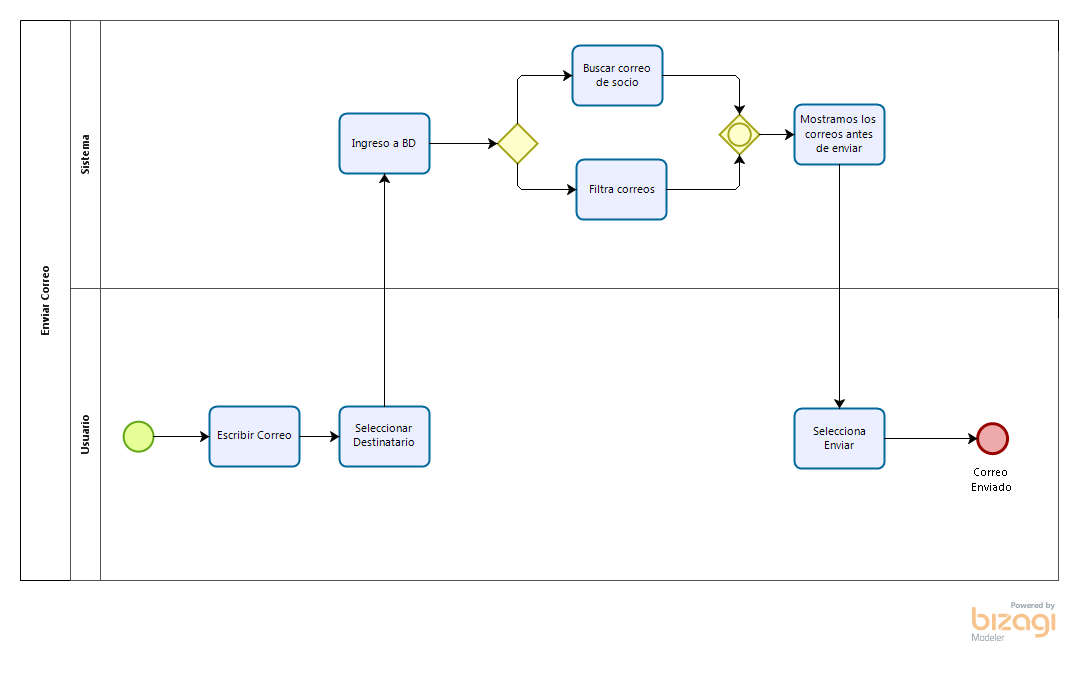 Enviar Correo
Sistema
Ingreso a BD
Buscar correo
de socio
Filtra correos
Mostramos los
correos antes
de enviar
Usuario
Escribir Correo
Seleccionar
Destinatario
Selecciona
Enviar
Correo
Enviado
Powered by
bizagi
Modeler